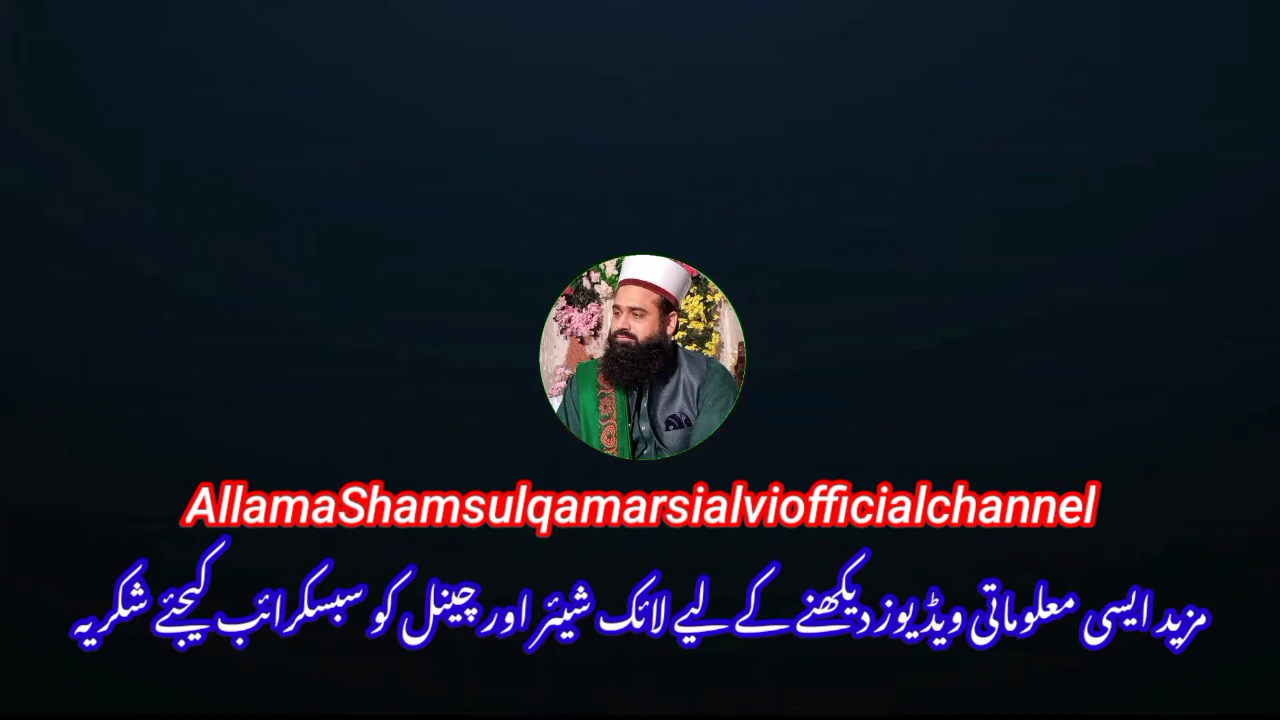 AllamaShamsulqamarsialviofficialchannel
مزید ایسی معلوماتی ویڈیوز دیکھنے کے لیے لائک شیئر اور چینل کو سبسکرائب کیجئے شکریہ